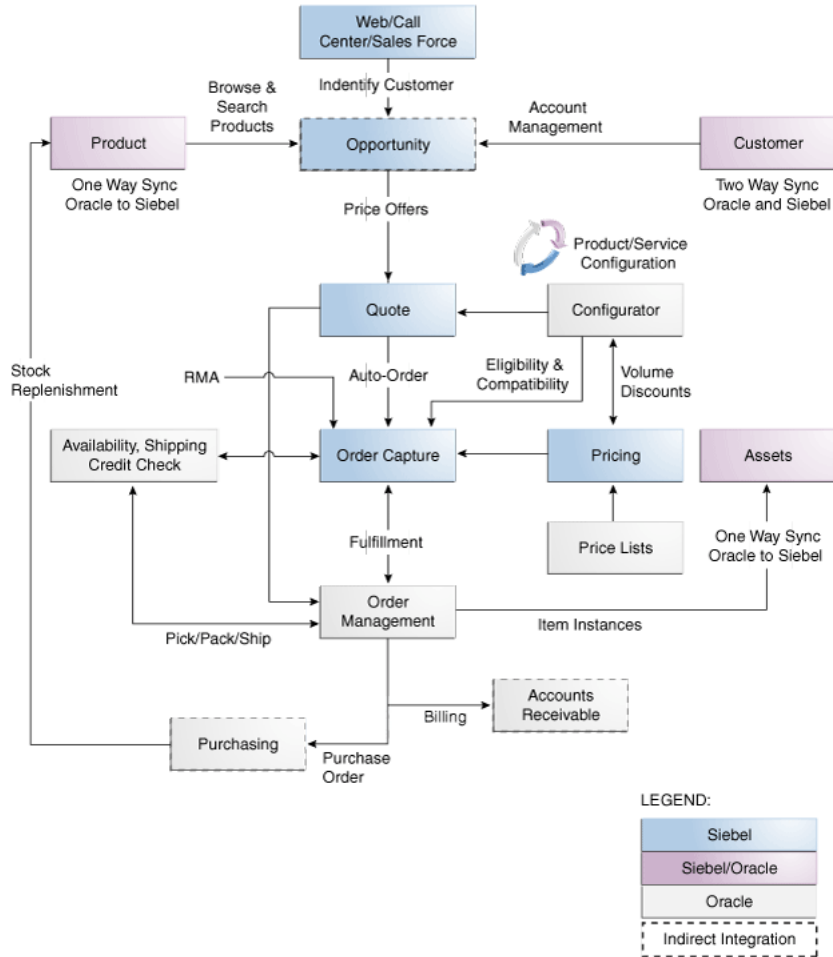 Web/Call
Center/Sales Force
Indentify Customer
Browse &
Search
Products
Account
Management
Product
Opportunity
Customer
One Way Sync
Oracle to Siebel
Two Way Sync
Oracle and Siebel
Price Offers
Product/Service
Configuration
Quote
Configurator
Stock
Replenishment
RMA
Auto-Order
Eligibility &
Compatibility
Volume
Discounts
Availability, Shipping
Credit Check
Order Capture
Pricing
Assets
Fulfillment
Price Lists
One Way Sync
Oracle to Siebel
Order
Management
Pick/Pack/Ship
Item Instances
Accounts
Receivable
Billing
Purchasing
Purchase
Order
LEGEND:
Siebel
Siebel/Oracle
Oracle
Indirect Integration